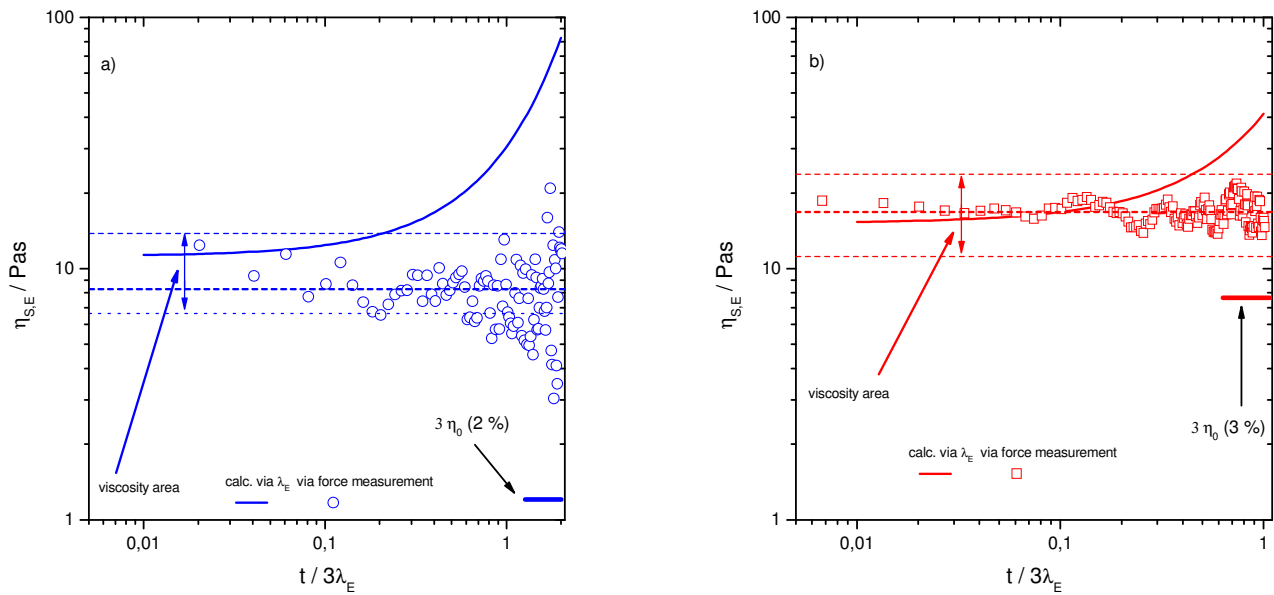 a)
100
10
1
η_S,E / Pas
viscosity area
3 η₀ (2 %)
calc. via λ_E via force measurement
0,01 0,1 1
t / 3λ_E
b)
100
10
1
η_S,E / Pas
viscosity area
3 η₀ (3 %)
calc. via λ_E via force measurement
0,01 0,1 1
t / 3λ_E